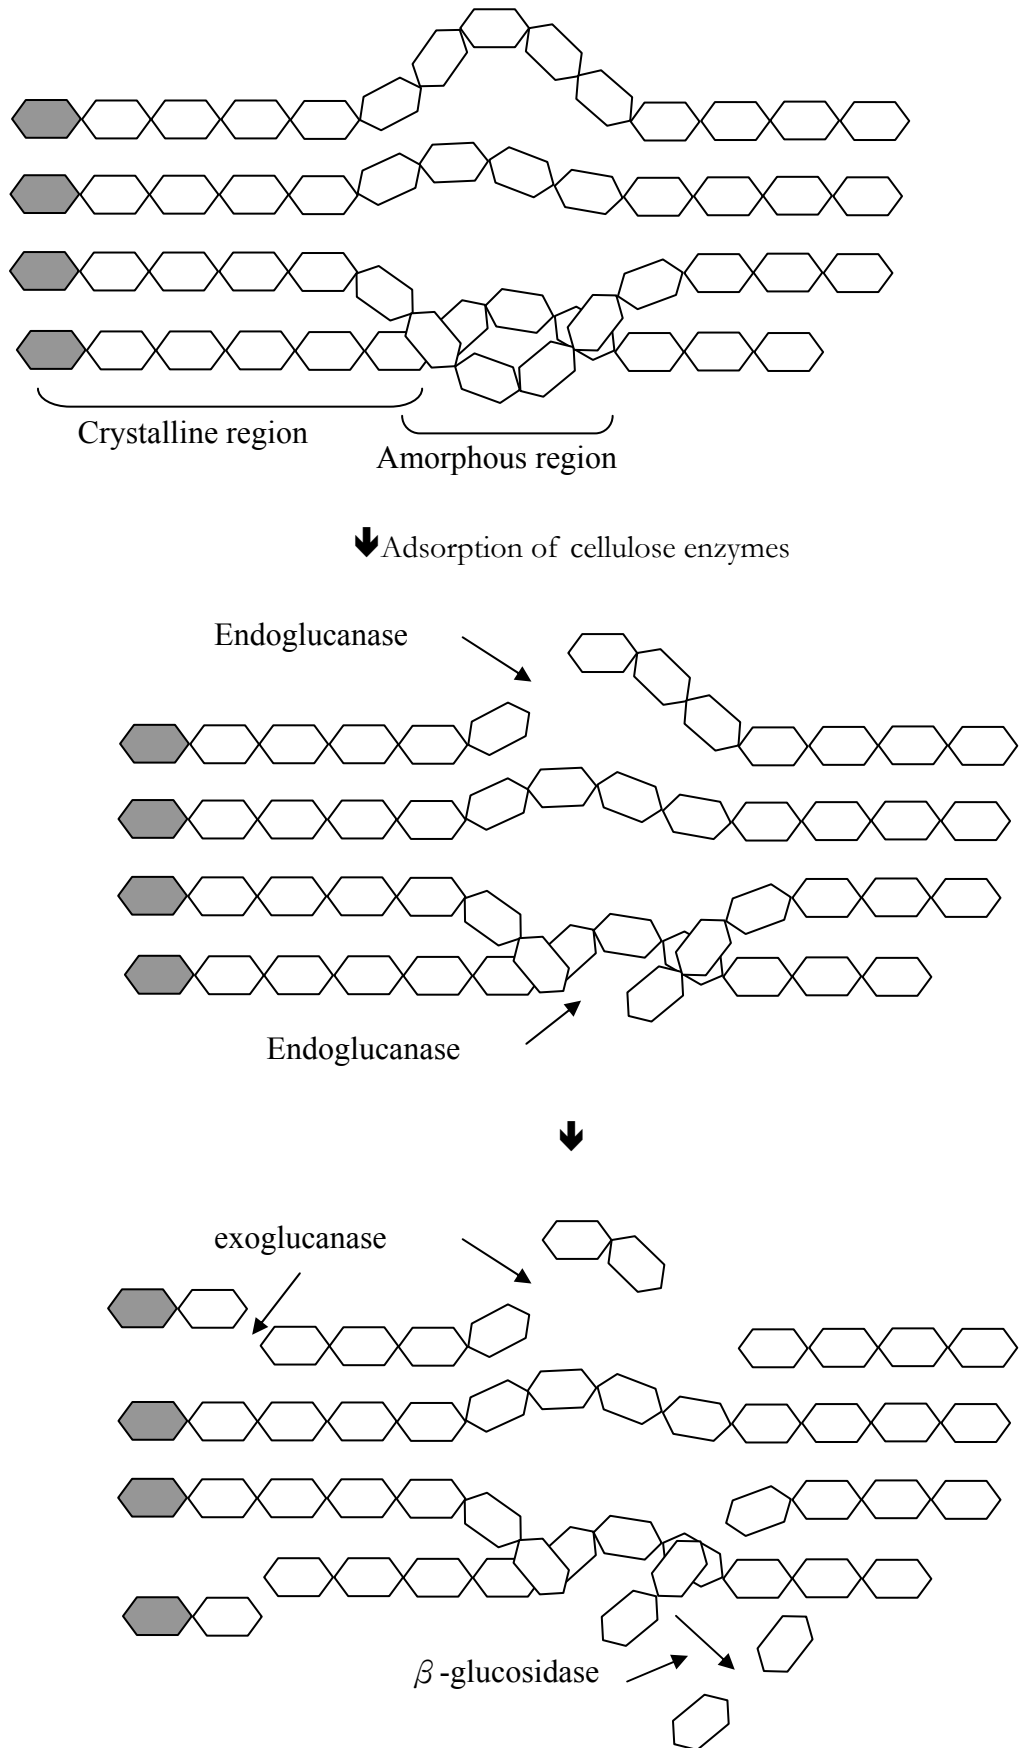 Crystalline region
Amorphous region
🡫Adsorption of cellulose enzymes
Endoglucanase
Endoglucanase
🡫
exoglucanase
β-glucosidase